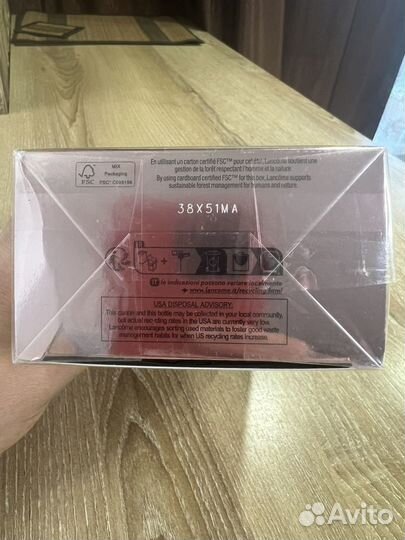 FSC
MIX
Packaging
FSC® C095196
En utilisant un carton certifié FSC™ pour cet étui, Lancôme soutient une
gestion de la forêt respectant l'homme et la nature.
By using cardboard certified FSC™ for this box, Lancôme supports
sustainable forest management for humans and nature.
38X51MA
le indicazioni possono variare localmente
www.lancome.it/recycling.html
USA DISPOSAL ADVISORY:
This carton and this bottle may be collected in your local community,
but actual recycling rates in the USA are currently very low.
Lancôme encourages sorting used materials to foster good waste
management habits for when US recycling rates increase.
Avito